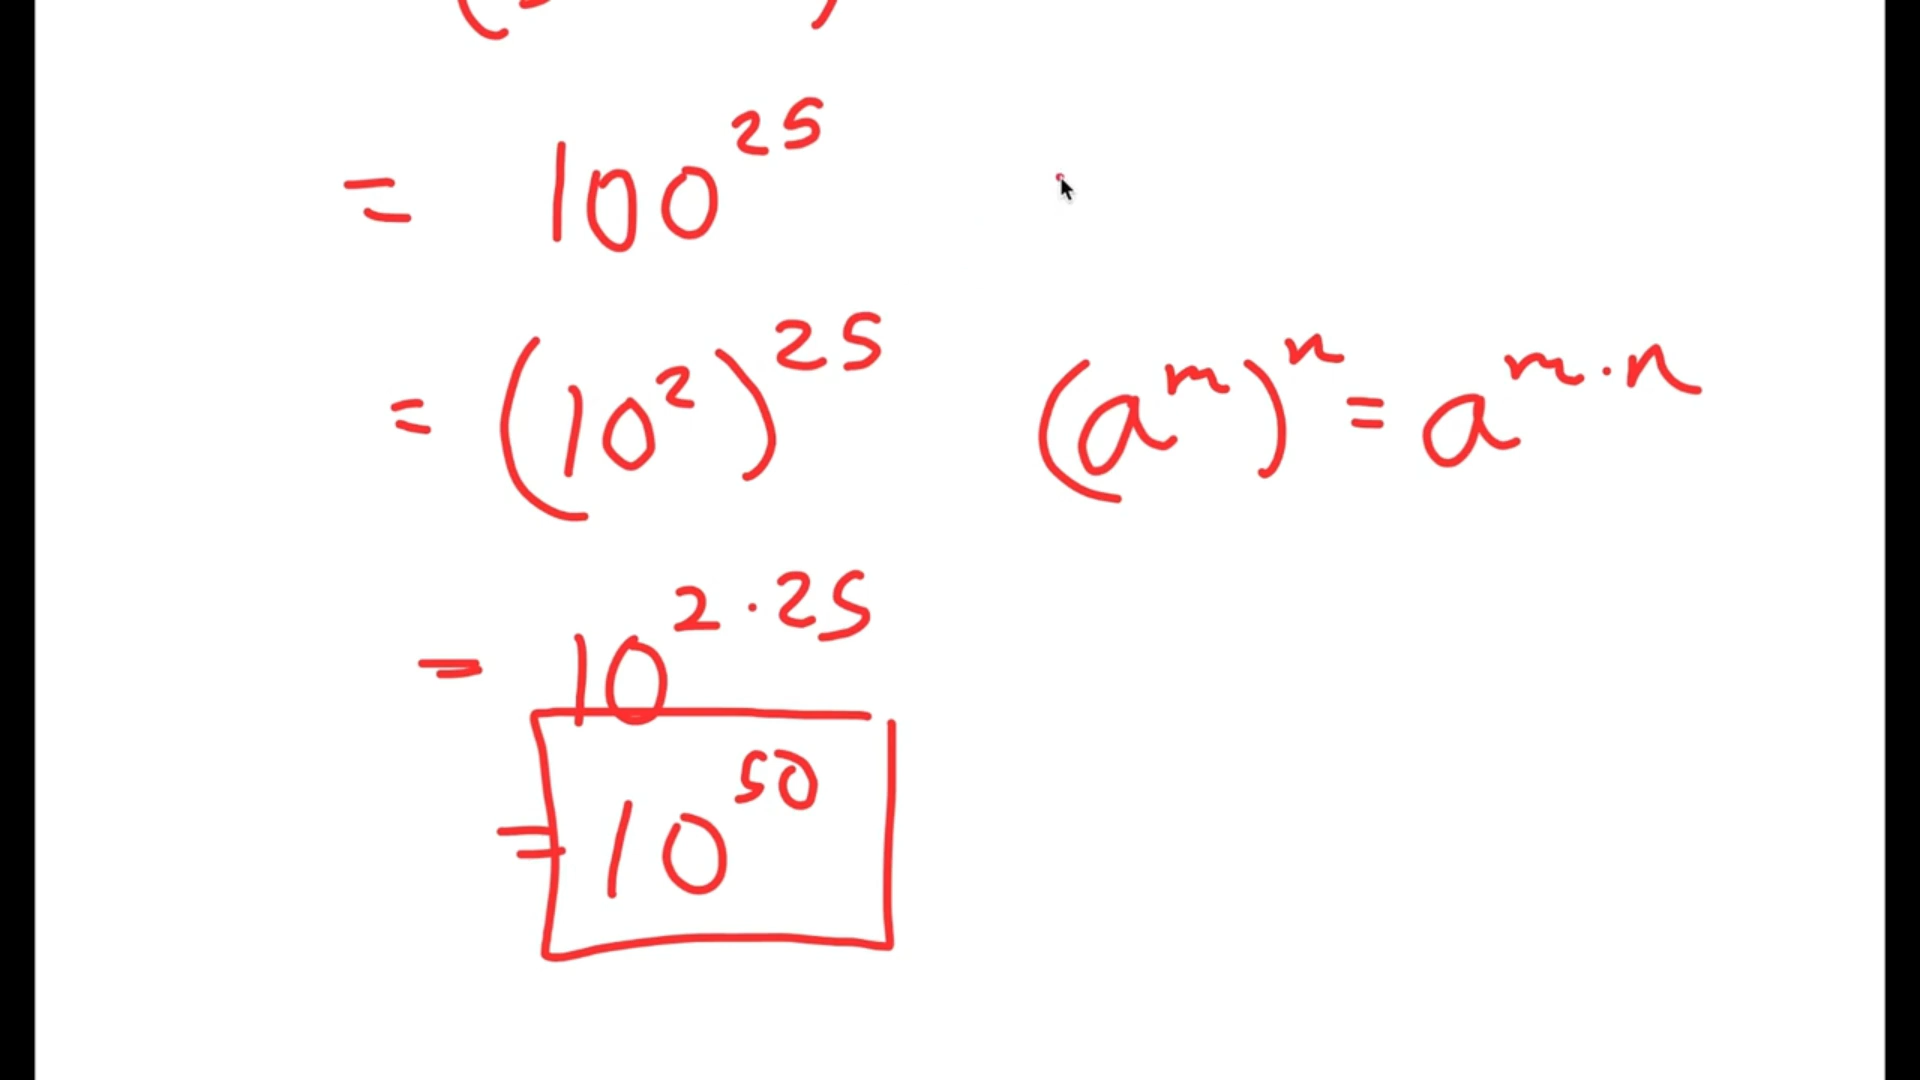 = 100^25
= (10^2)^25 (a^m)^n = a^m·n
= 10^2·25
= 10^50